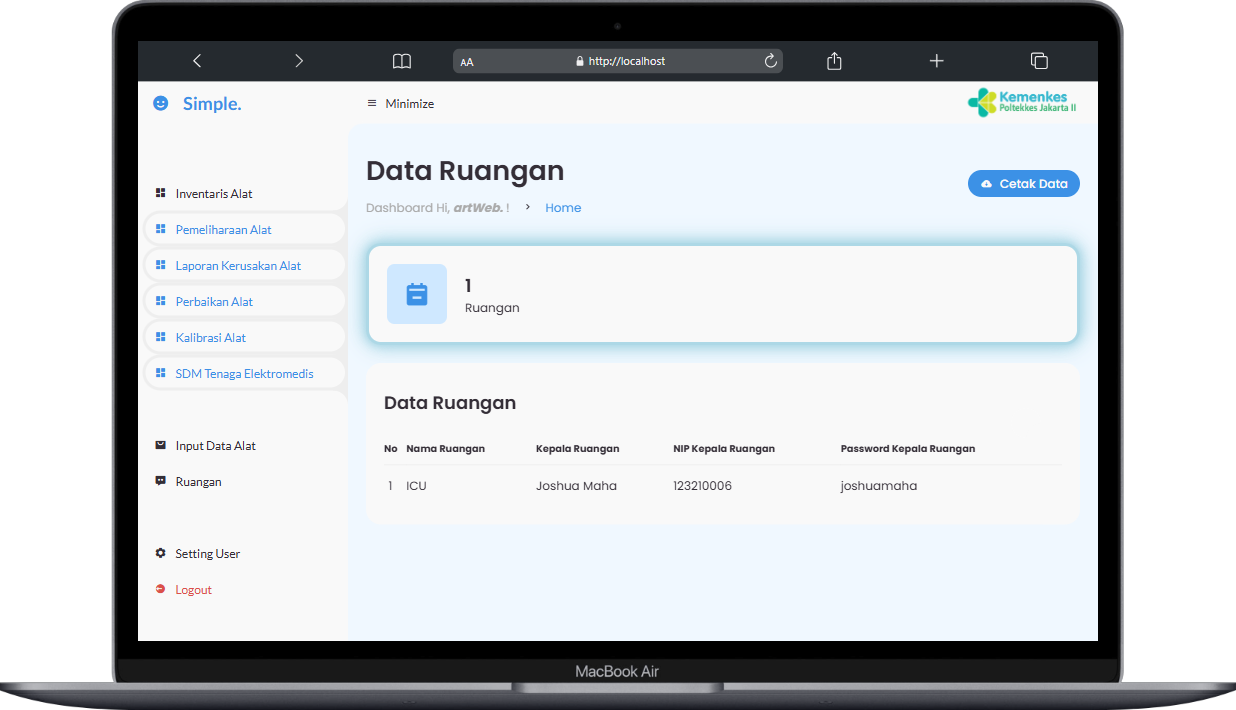 AA http://localhost
Simple.
Minimize
Kemenkes
Poltekkes Jakarta II
Data Ruangan
Dashboard Hi, artWeb. ! > Home
Cetak Data
Inventaris Alat
Pemeliharaan Alat
Laporan Kerusakan Alat
Perbaikan Alat
Kalibrasi Alat
SDM Tenaga Elektromedis
Input Data Alat
Ruangan
Setting User
Logout
1
Ruangan
Data Ruangan
No Nama Ruangan Kepala Ruangan NIP Kepala Ruangan Password Kepala Ruangan
1 ICU Joshua Maha 123210006 joshuamaha
MacBook Air